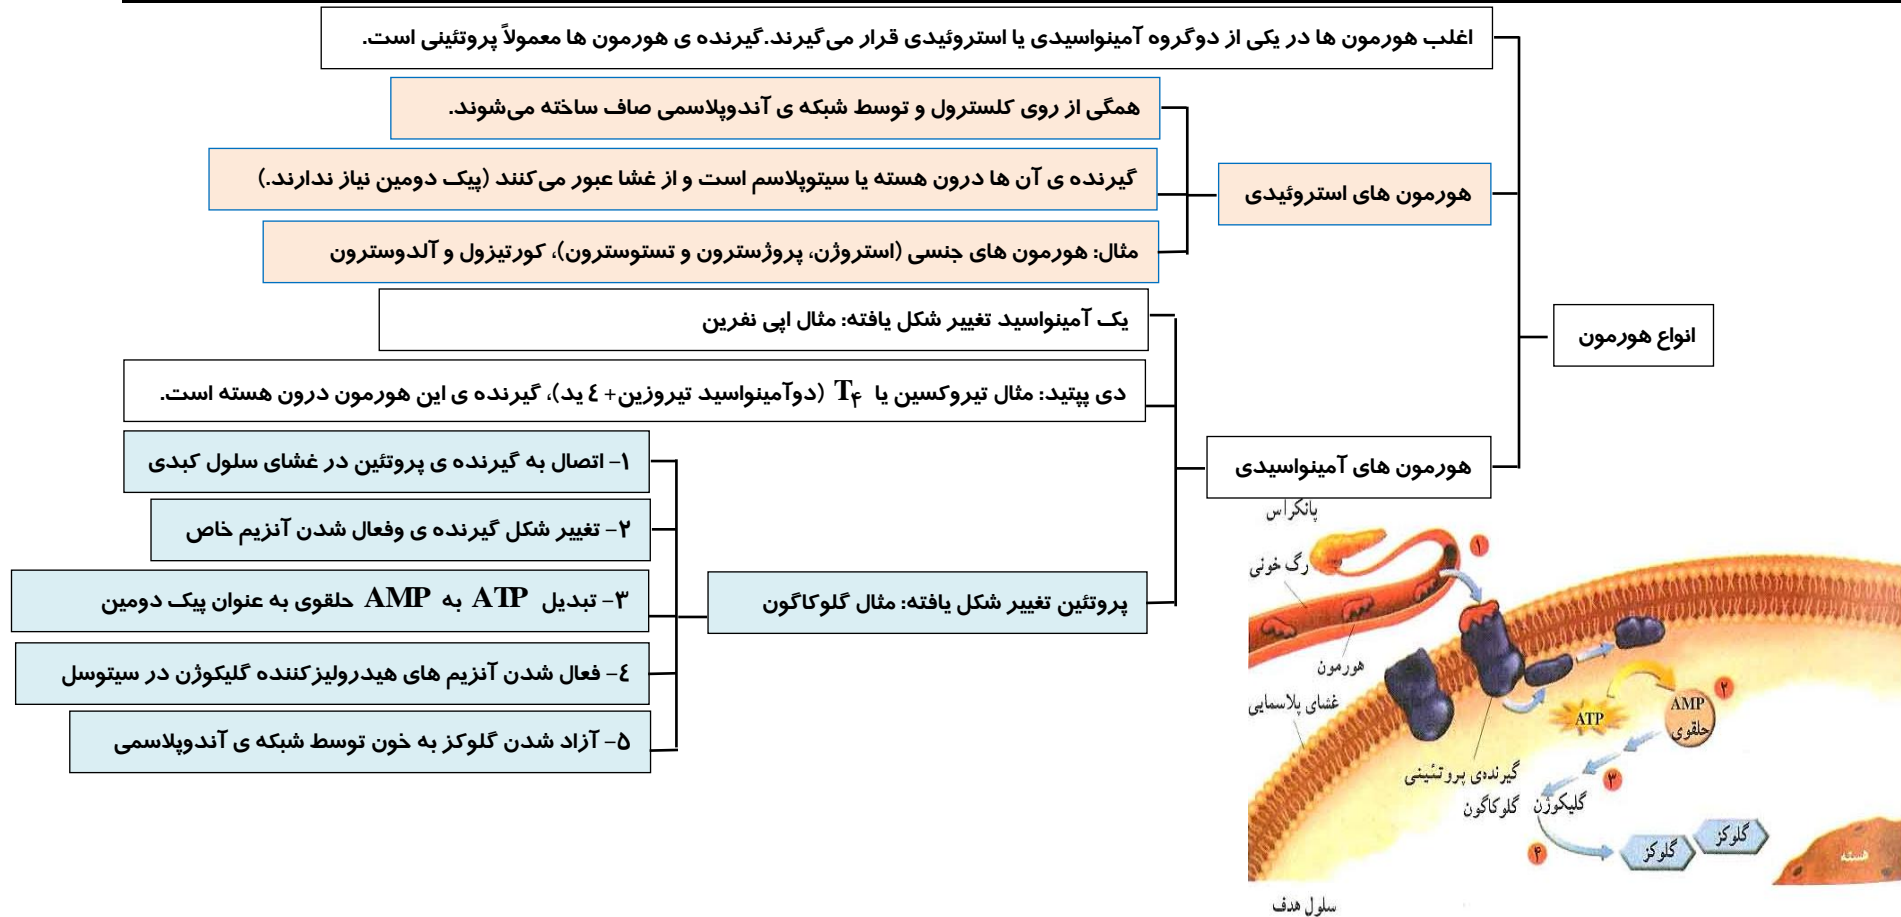 اغلب هورمون ها در یکی از دوگروه آمینواسیدی یا استروئیدی قرار می‌گیرند.گیرنده ی هورمون ها معمولاً پروتئینی است.
همگی از روی کلسترول و توسط شبکه ی آندوپلاسمی صاف ساخته می‌شوند.
گیرنده ی آن ها درون هسته یا سیتوپلاسم است و از غشا عبور می‌کنند (پیک دومین نیاز ندارند.)
هورمون های استروئیدی
مثال: هورمون های جنسی (استروژن، پروژسترون و تستوسترون)، کورتیزول و آلدوسترون
یک آمینواسید تغییر شکل یافته: مثال اپی نفرین
انواع هورمون
دی پپتید: مثال تیروکسین یا T۴ (دوآمینواسید تیروزین+ ٤ ید)، گیرنده ی این هورمون درون هسته است.
هورمون های آمینواسیدی
۱- اتصال به گیرنده ی پروتئین در غشای سلول کبدی
۲- تغییر شکل گیرنده ی وفعال شدن آنزیم خاص
پروتئین تغییر شکل یافته: مثال گلوکاگون
۳- تبدیل ATP به AMP حلقوی به عنوان پیک دومین
٤- فعال شدن آنزیم های هیدرولیزکننده گلیکوژن در سیتوسل
۵- آزاد شدن گلوکز به خون توسط شبکه ی آندوپلاسمی
پانکراس
۱
رگ خونی
هورمون
غشای پلاسمایی
ATP
AMP
حلقوی
۲
گیرنده‌ی پروتئینی
گلوکاگون
۳
گلیکوژن
گلوکز
گلوکز
۴
هسته
سلول هدف